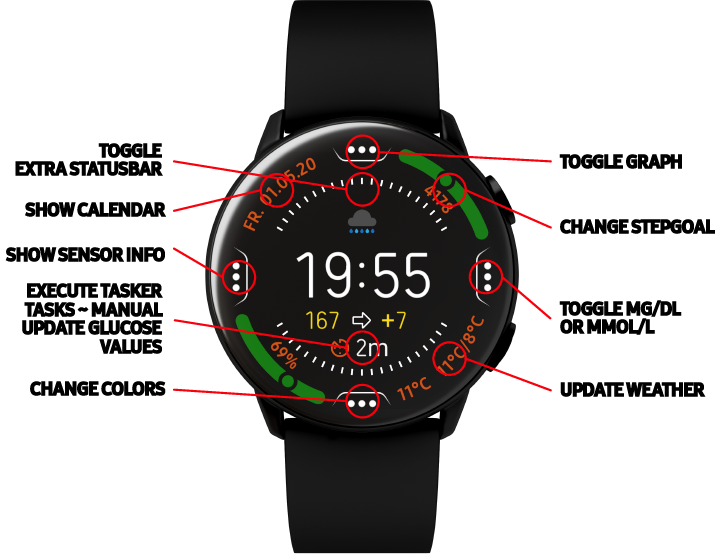 TOGGLE
EXTRA STATUSBAR
SHOW CALENDAR
SHOW SENSOR INFO
EXECUTE TASKER
TASKS ~ MANUAL
UPDATE GLUCOSE
VALUES
CHANGE COLORS
FR. 01.05.20
4178
19:55
167 ⇨ +7
2m
69%
11°C
11°C/8°C
TOGGLE GRAPH
CHANGE STEPGOAL
TOGGLE MG/DL
OR MMOL/L
UPDATE WEATHER